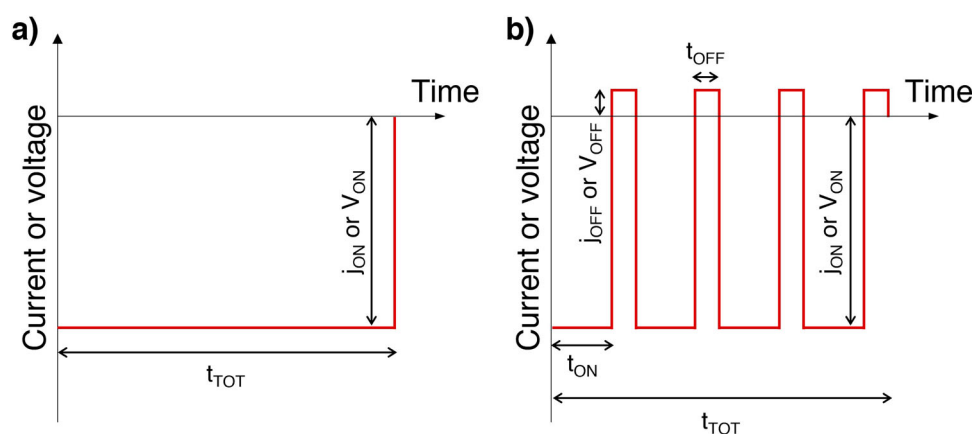 a)
Current or voltage
Time
jON or VON
tTOT
b)
Current or voltage
tOFF
Time
jOFF or VOFF
jON or VON
tON
tTOT